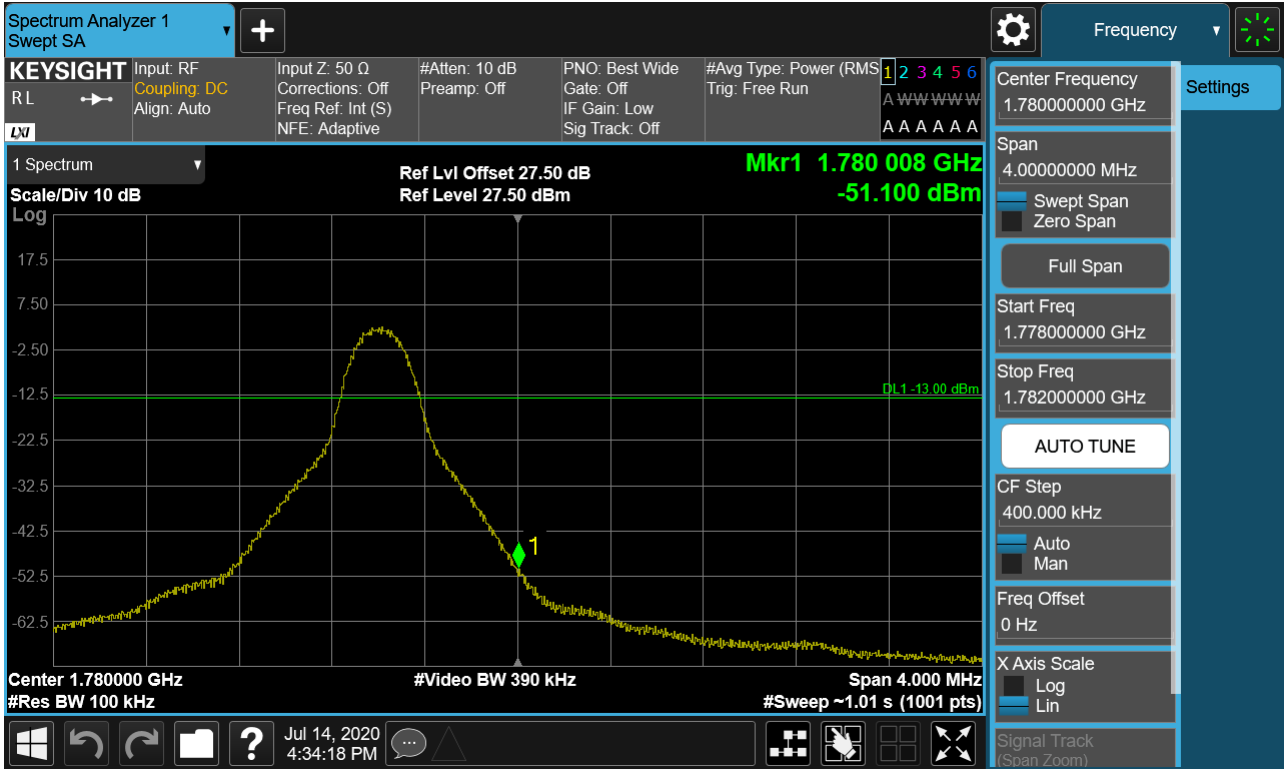 Spectrum Analyzer 1
Swept SA
+
Frequency
KEYSIGHT
R L
LXI
Input: RF
Coupling: DC
Align: Auto
Input Z: 50 Ω
Corrections: Off
Freq Ref: Int (S)
NFE: Adaptive
#Atten: 10 dB
Preamp: Off
PNO: Best Wide
Gate: Off
IF Gain: Low
Sig Track: Off
#Avg Type: Power (RMS
Trig: Free Run
1 2 3 4 5 6
A W W W W W
A A A A A A
1 Spectrum
Scale/Div 10 dB
Log
Ref Lvl Offset 27.50 dB
Ref Level 27.50 dBm
Mkr1 1.780 008 GHz
-51.100 dBm
17.5
7.50
-2.50
-12.5
-22.5
-32.5
-42.5
-52.5
-62.5
DL1 -13.00 dBm
1
Center 1.780000 GHz
#Res BW 100 kHz
#Video BW 390 kHz
Span 4.000 MHz
#Sweep ~1.01 s (1001 pts)
Center Frequency
1.780000000 GHz
Span
4.00000000 MHz
Swept Span
Zero Span
Full Span
Start Freq
1.778000000 GHz
Stop Freq
1.782000000 GHz
AUTO TUNE
CF Step
400.000 kHz
Auto
Man
Freq Offset
0 Hz
X Axis Scale
Log
Lin
Signal Track
(Span Zoom)
Settings
?
Jul 14, 2020
4:34:18 PM